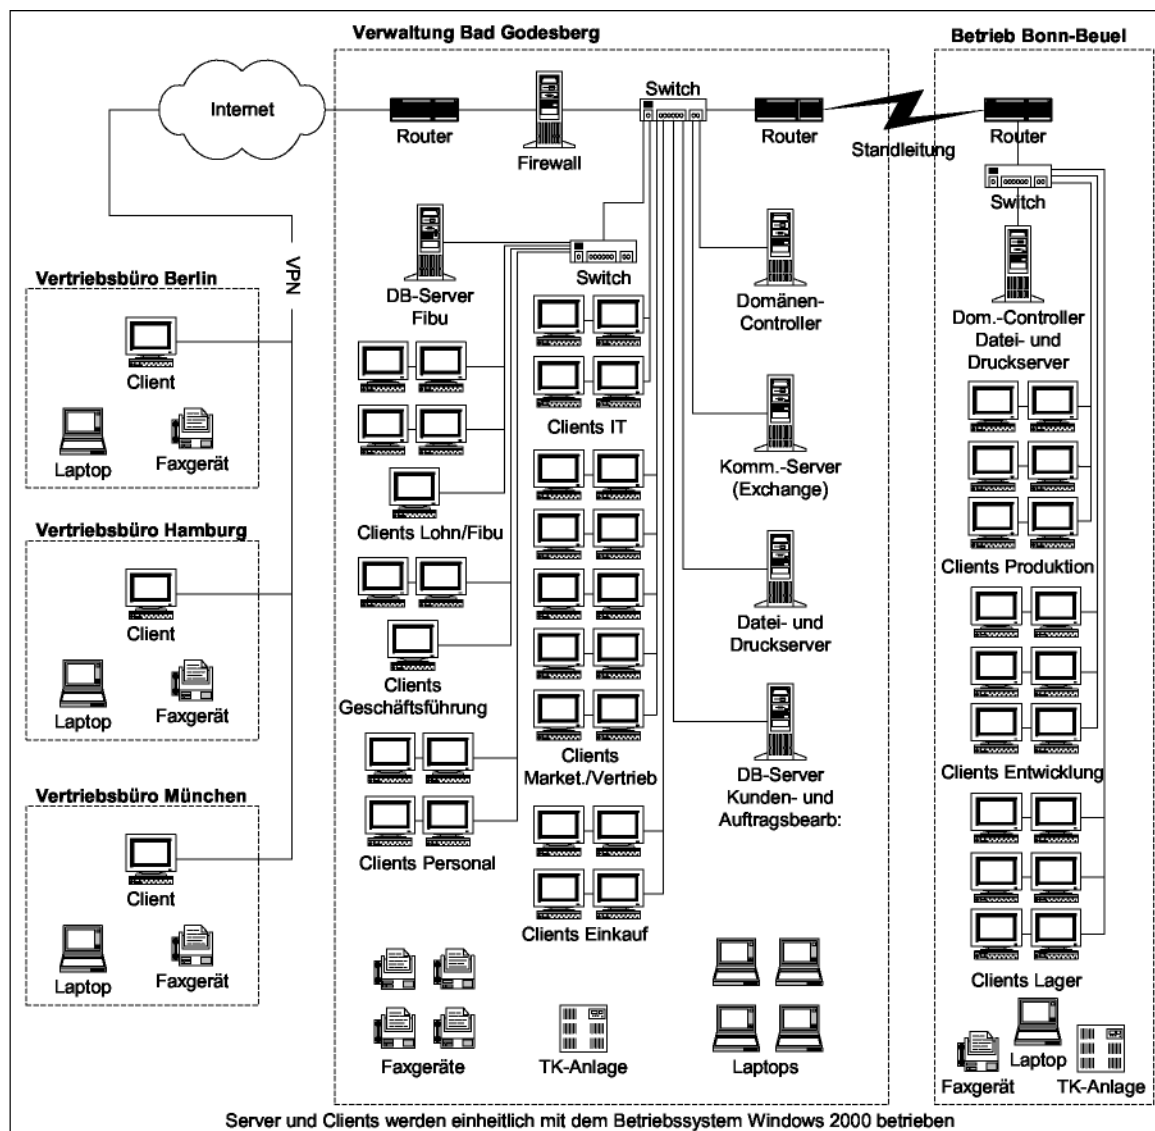 Verwaltung Bad Godesberg
Betrieb Bonn-Beuel
Internet
Router
Firewall
Switch
Router
Standleitung
Router
Switch
VPN
DB-Server
Fibu
Switch
Domänen-
Controller
Dom.-Controller
Datei- und
Druckserver
Vertriebsbüro Berlin
Client
Laptop
Faxgerät
Clients IT
Komm.-Server
(Exchange)
Clients Lohn/Fibu
Clients Produktion
Vertriebsbüro Hamburg
Client
Laptop
Faxgerät
Clients
Geschäftsführung
Datei- und
Druckserver
Clients
Market./Vertrieb
DB-Server
Kunden- und
Auftragsbearb:
Clients Entwicklung
Vertriebsbüro München
Client
Laptop
Faxgerät
Clients Personal
Clients Einkauf
Clients Lager
Faxgeräte
TK-Anlage
Laptops
Laptop
Faxgerät
TK-Anlage
Server und Clients werden einheitlich mit dem Betriebssystem Windows 2000 betrieben